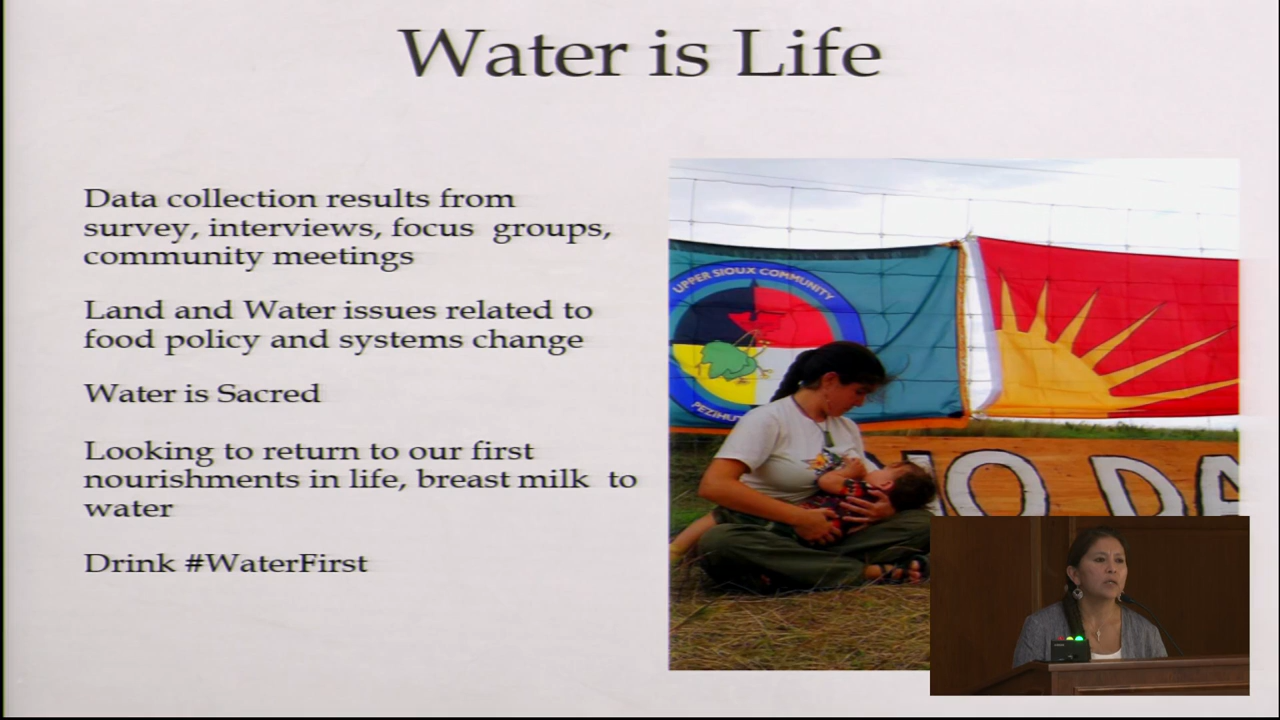 Water is Life
Data collection results from
survey, interviews, focus groups,
community meetings
Land and Water issues related to
food policy and systems change
Water is Sacred
Looking to return to our first
nourishments in life, breast milk to
water
Drink #WaterFirst
UPPER SIOUX COMMUNITY